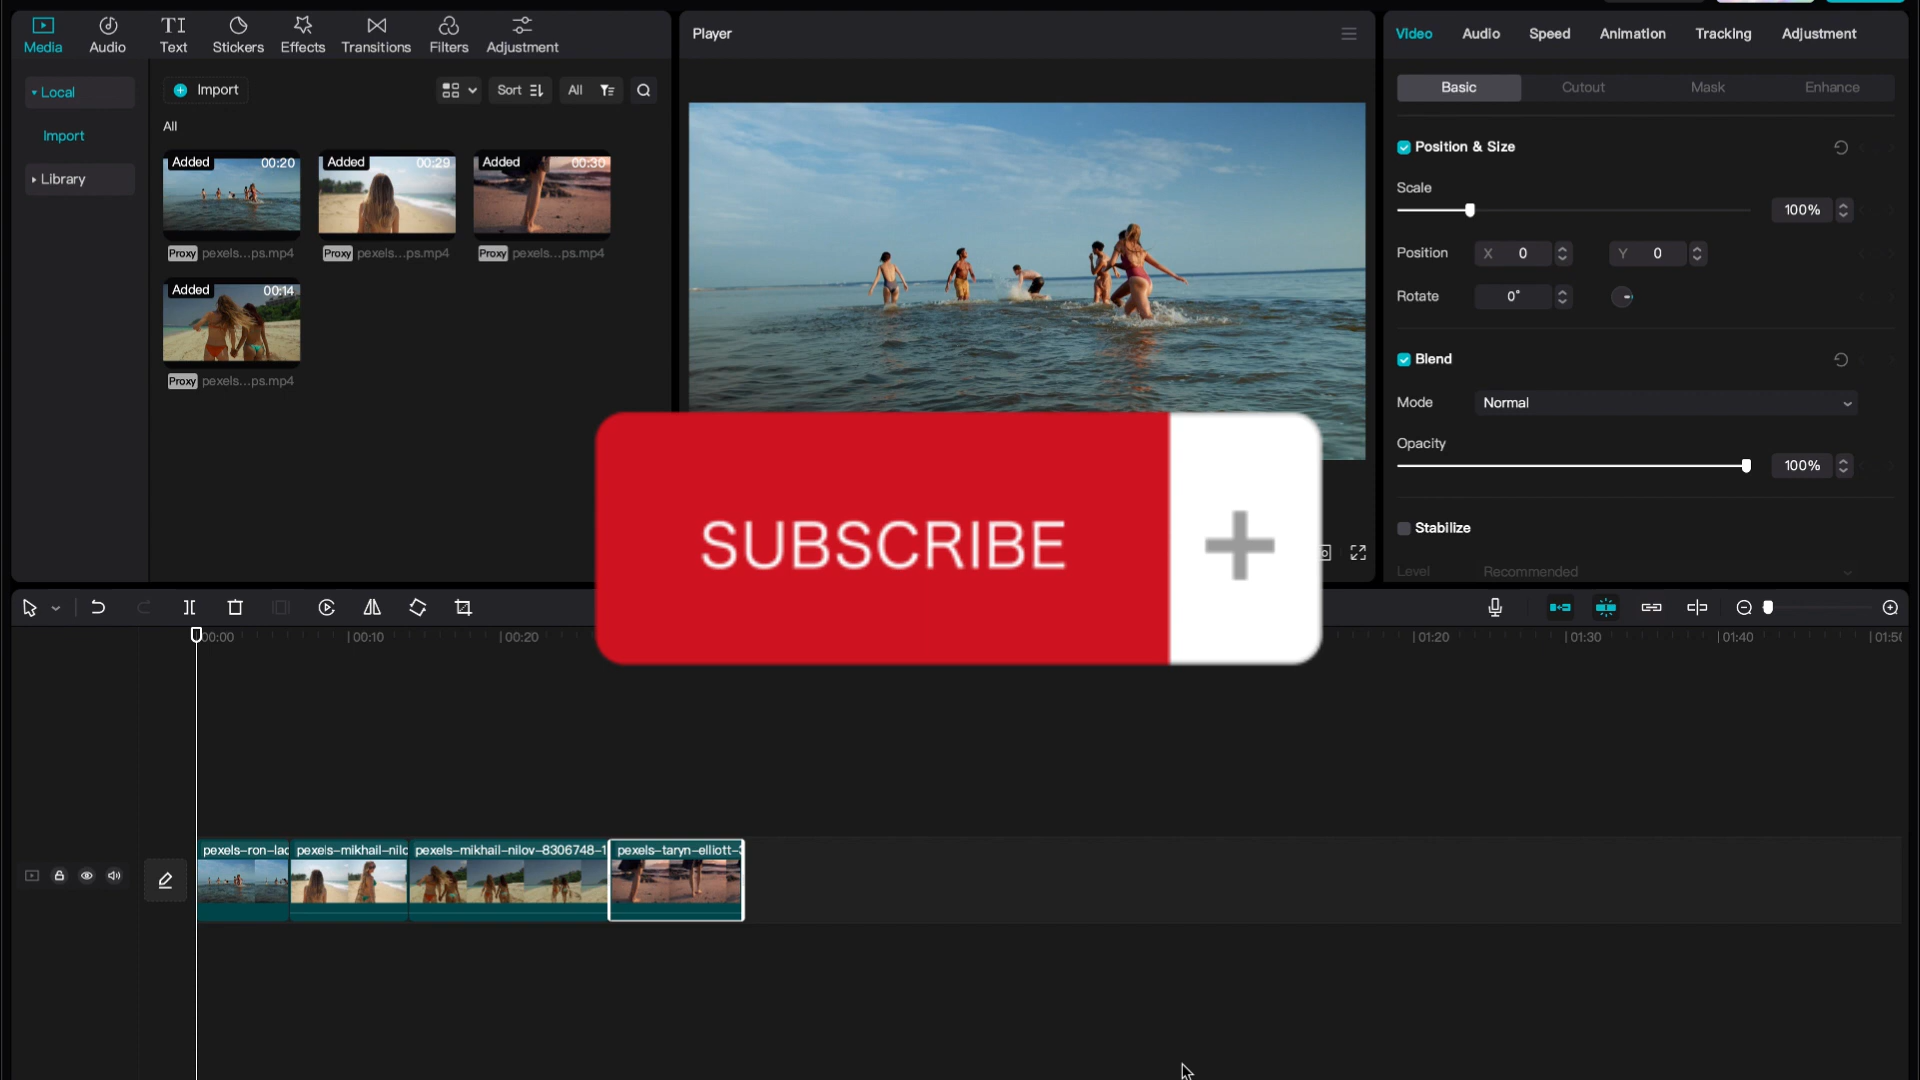 Media
Audio
Text
Stickers
Effects
Transitions
Filters
Adjustment
Local
Import
Library
Import
Sort
All
All
Added
00:20
Proxy
pexels...ps.mp4
Added
00:29
Proxy
pexels...ps.mp4
Added
00:30
Proxy
pexels...ps.mp4
Added
00:14
Proxy
pexels...ps.mp4
Player
SUBSCRIBE
Video
Audio
Speed
Animation
Tracking
Adjustment
Basic
Cutout
Mask
Enhance
Position & Size
Scale
100%
Position
X 0
Y 0
Rotate
0°
Blend
Mode
Normal
Opacity
100%
Stabilize
Level
Recommended
00:00
00:10
00:20
01:20
01:30
01:40
01:50
pexels-ron-lac
pexels-mikhail-nilo
pexels-mikhail-nilov-8306748-1
pexels-taryn-elliott-3